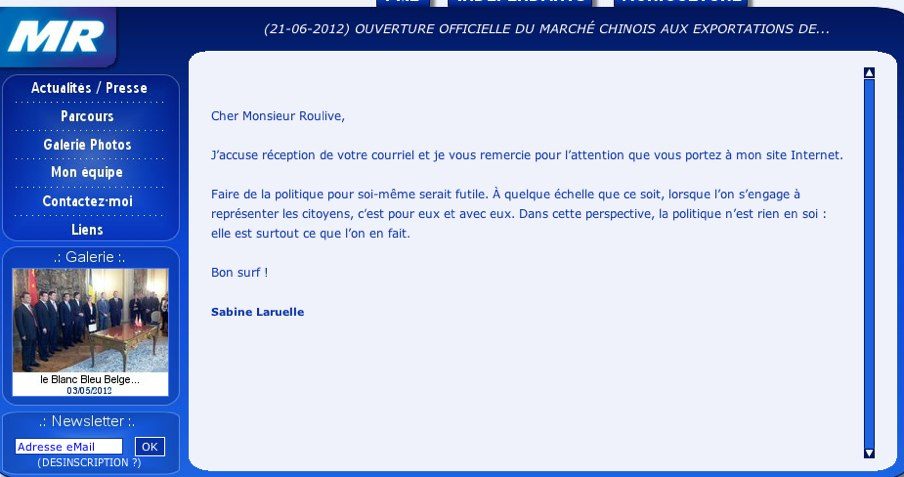 PME INDÉPENDANTS AGRICULTURE
MR
(21-06-2012) OUVERTURE OFFICIELLE DU MARCHÉ CHINOIS AUX EXPORTATIONS DE...
Actualités / Presse
Parcours
Galerie Photos
Mon équipe
Contactez-moi
Liens
.: Galerie :.
le Blanc Bleu Belge...
03/05/2012
.: Newsletter :.
Adresse eMail OK
(DESINSCRIPTION ?)
Cher Monsieur Roulive,
J’accuse réception de votre courriel et je vous remercie pour l’attention que vous portez à mon site Internet.
Faire de la politique pour soi-même serait futile. À quelque échelle que ce soit, lorsque l’on s’engage à
représenter les citoyens, c’est pour eux et avec eux. Dans cette perspective, la politique n’est rien en soi :
elle est surtout ce que l’on en fait.
Bon surf !
Sabine Laruelle